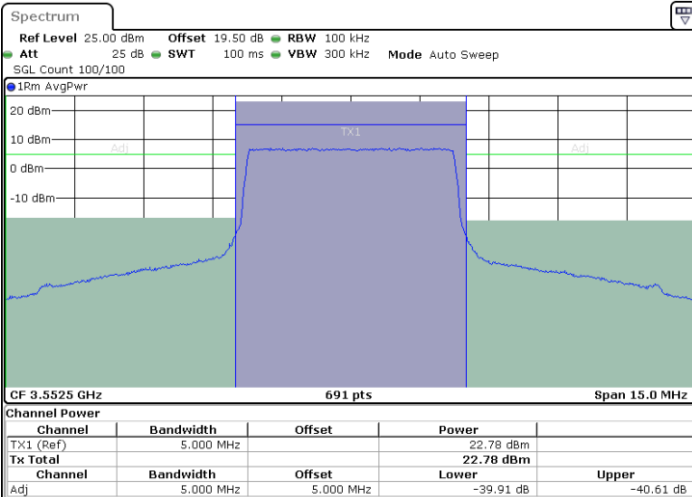 Spectrum
Ref Level 25.00 dBm Offset 19.50 dB RBW 100 kHz
Att 25 dB SWT 100 ms VBW 300 kHz Mode Auto Sweep
SGL Count 100/100
1Rm AvgPwr
20 dBm
TX1
10 dBm
Adj Adj
0 dBm
-10 dBm
CF 3.5525 GHz 691 pts Span 15.0 MHz
Channel Power
Channel Bandwidth Offset Power
TX1 (Ref) 5.000 MHz 22.78 dBm
Tx Total 22.78 dBm
Channel Bandwidth Offset Lower Upper
Adj 5.000 MHz 5.000 MHz -39.91 dB -40.61 dB